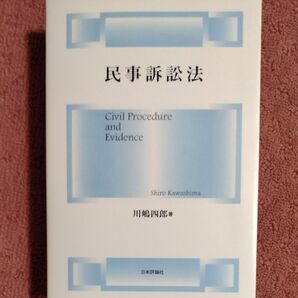 民事訴訟法
Civil Procedure
and
Evidence
Shiro Kawashima
川嶋四郎 著
日本評論社